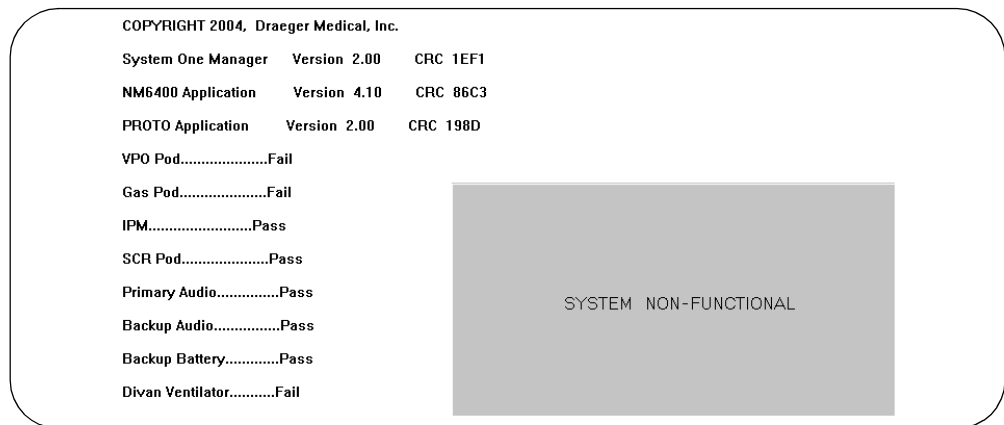 COPYRIGHT 2004, Draeger Medical, Inc.
System One Manager Version 2.00 CRC 1EF1
NM6400 Application Version 4.10 CRC 86C3
PROTO Application Version 2.00 CRC 198D
VPO Pod.....................Fail
Gas Pod.....................Fail
IPM.........................Pass
SCR Pod.....................Pass
Primary Audio...............Pass
Backup Audio................Pass
Backup Battery.............Pass
Divan Ventilator...........Fail
SYSTEM NON-FUNCTIONAL